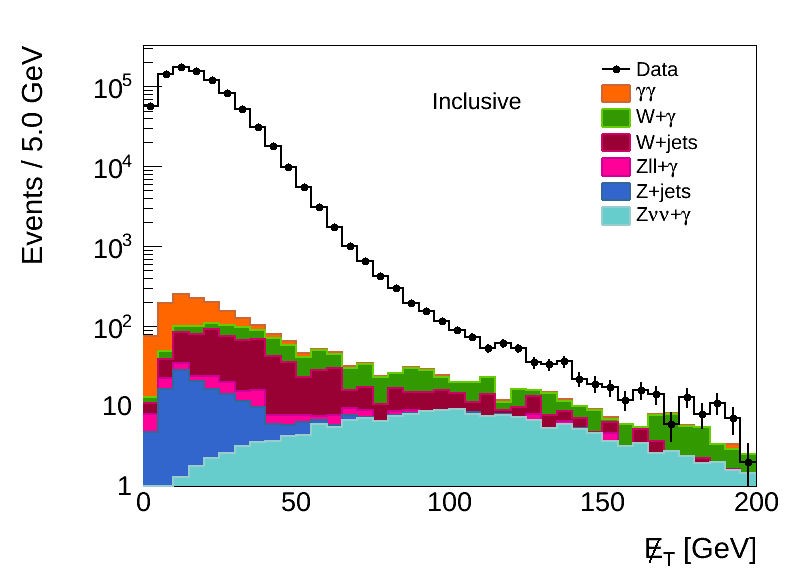 Events / 5.0 GeV
10⁵
10⁴
10³
10²
10
1
0
50
100
150
200
E̸_T [GeV]
Inclusive
Data
γγ
W+γ
W+jets
Zll+γ
Z+jets
Zνν+γ